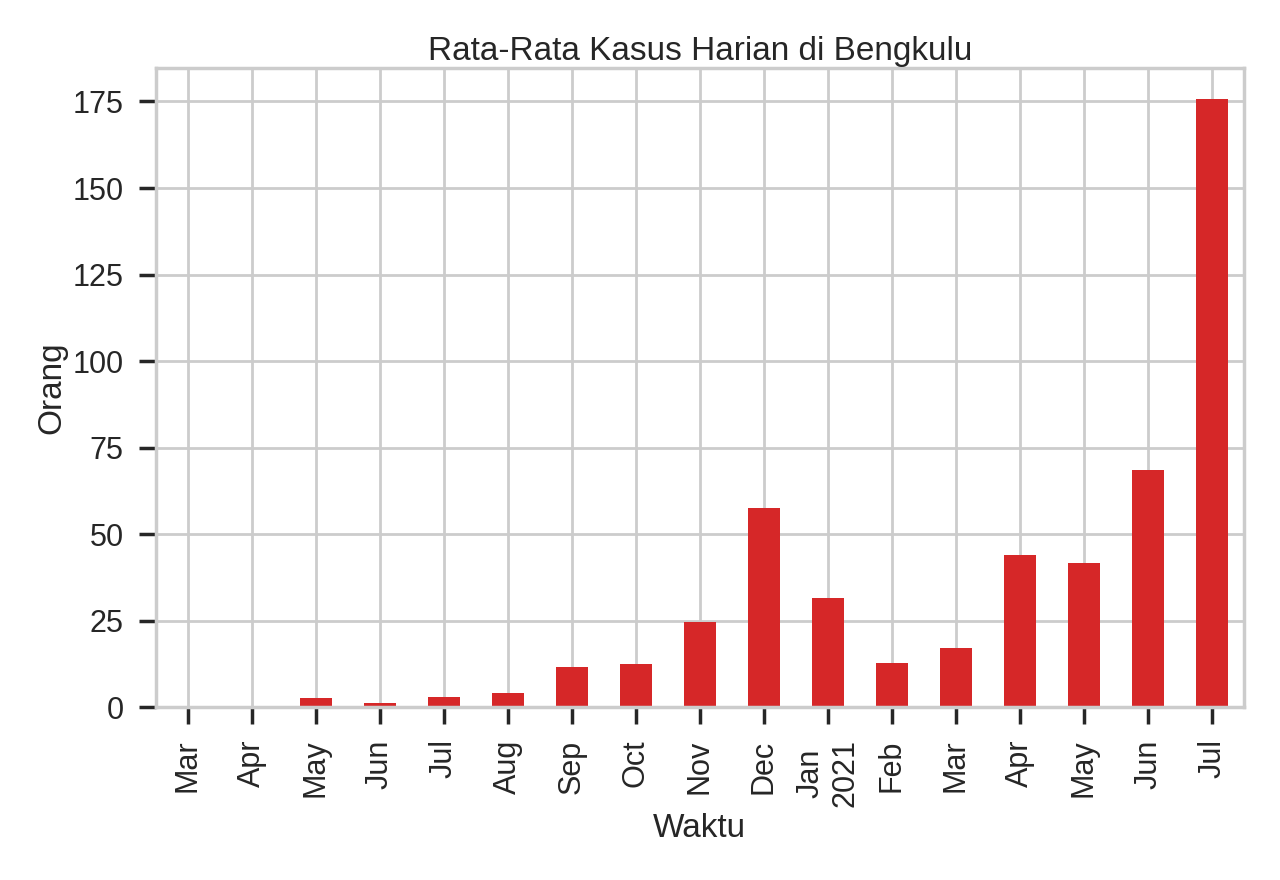 Rata-Rata Kasus Harian di Bengkulu
175
150
125
100
75
50
25
0
Orang
Mar
Apr
May
Jun
Jul
Aug
Sep
Oct
Nov
Dec
Jan
2021
Feb
Mar
Apr
May
Jun
Jul
Waktu